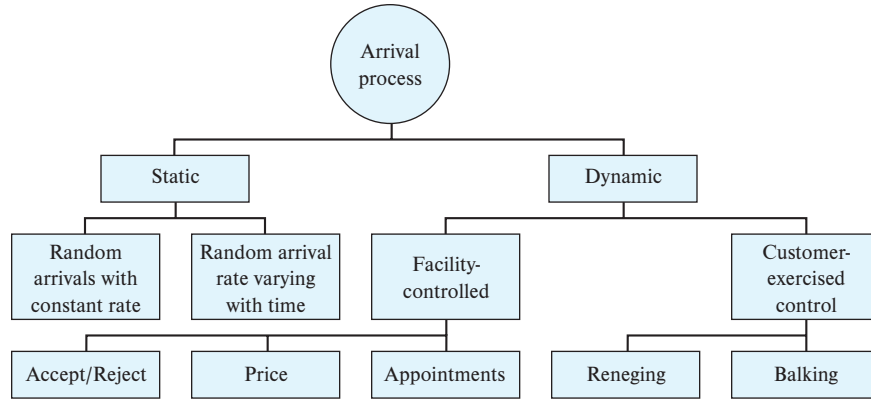 Arrival
process
Static
Dynamic
Random
arrivals with
constant rate
Random arrival
rate varying
with time
Facility-
controlled
Customer-
exercised
control
Accept/Reject
Price
Appointments
Reneging
Balking